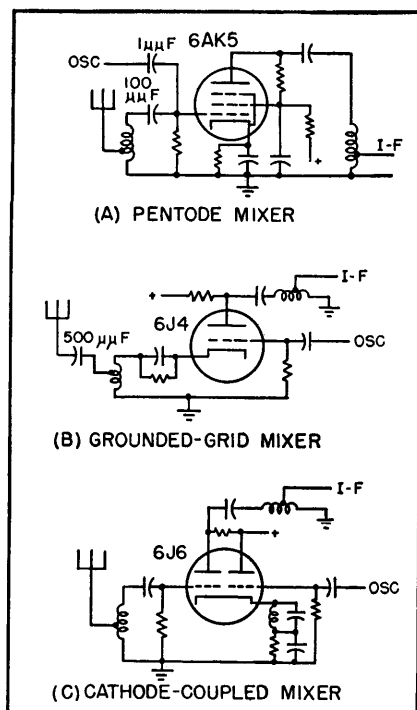 1μμF
6AK5
OSC
100
μμF
+
I-F
(A) PENTODE MIXER
I-F
+
6J4
500μμF
OSC
(B) GROUNDED-GRID MIXER
I-F
6J6
+
OSC
(C) CATHODE-COUPLED MIXER